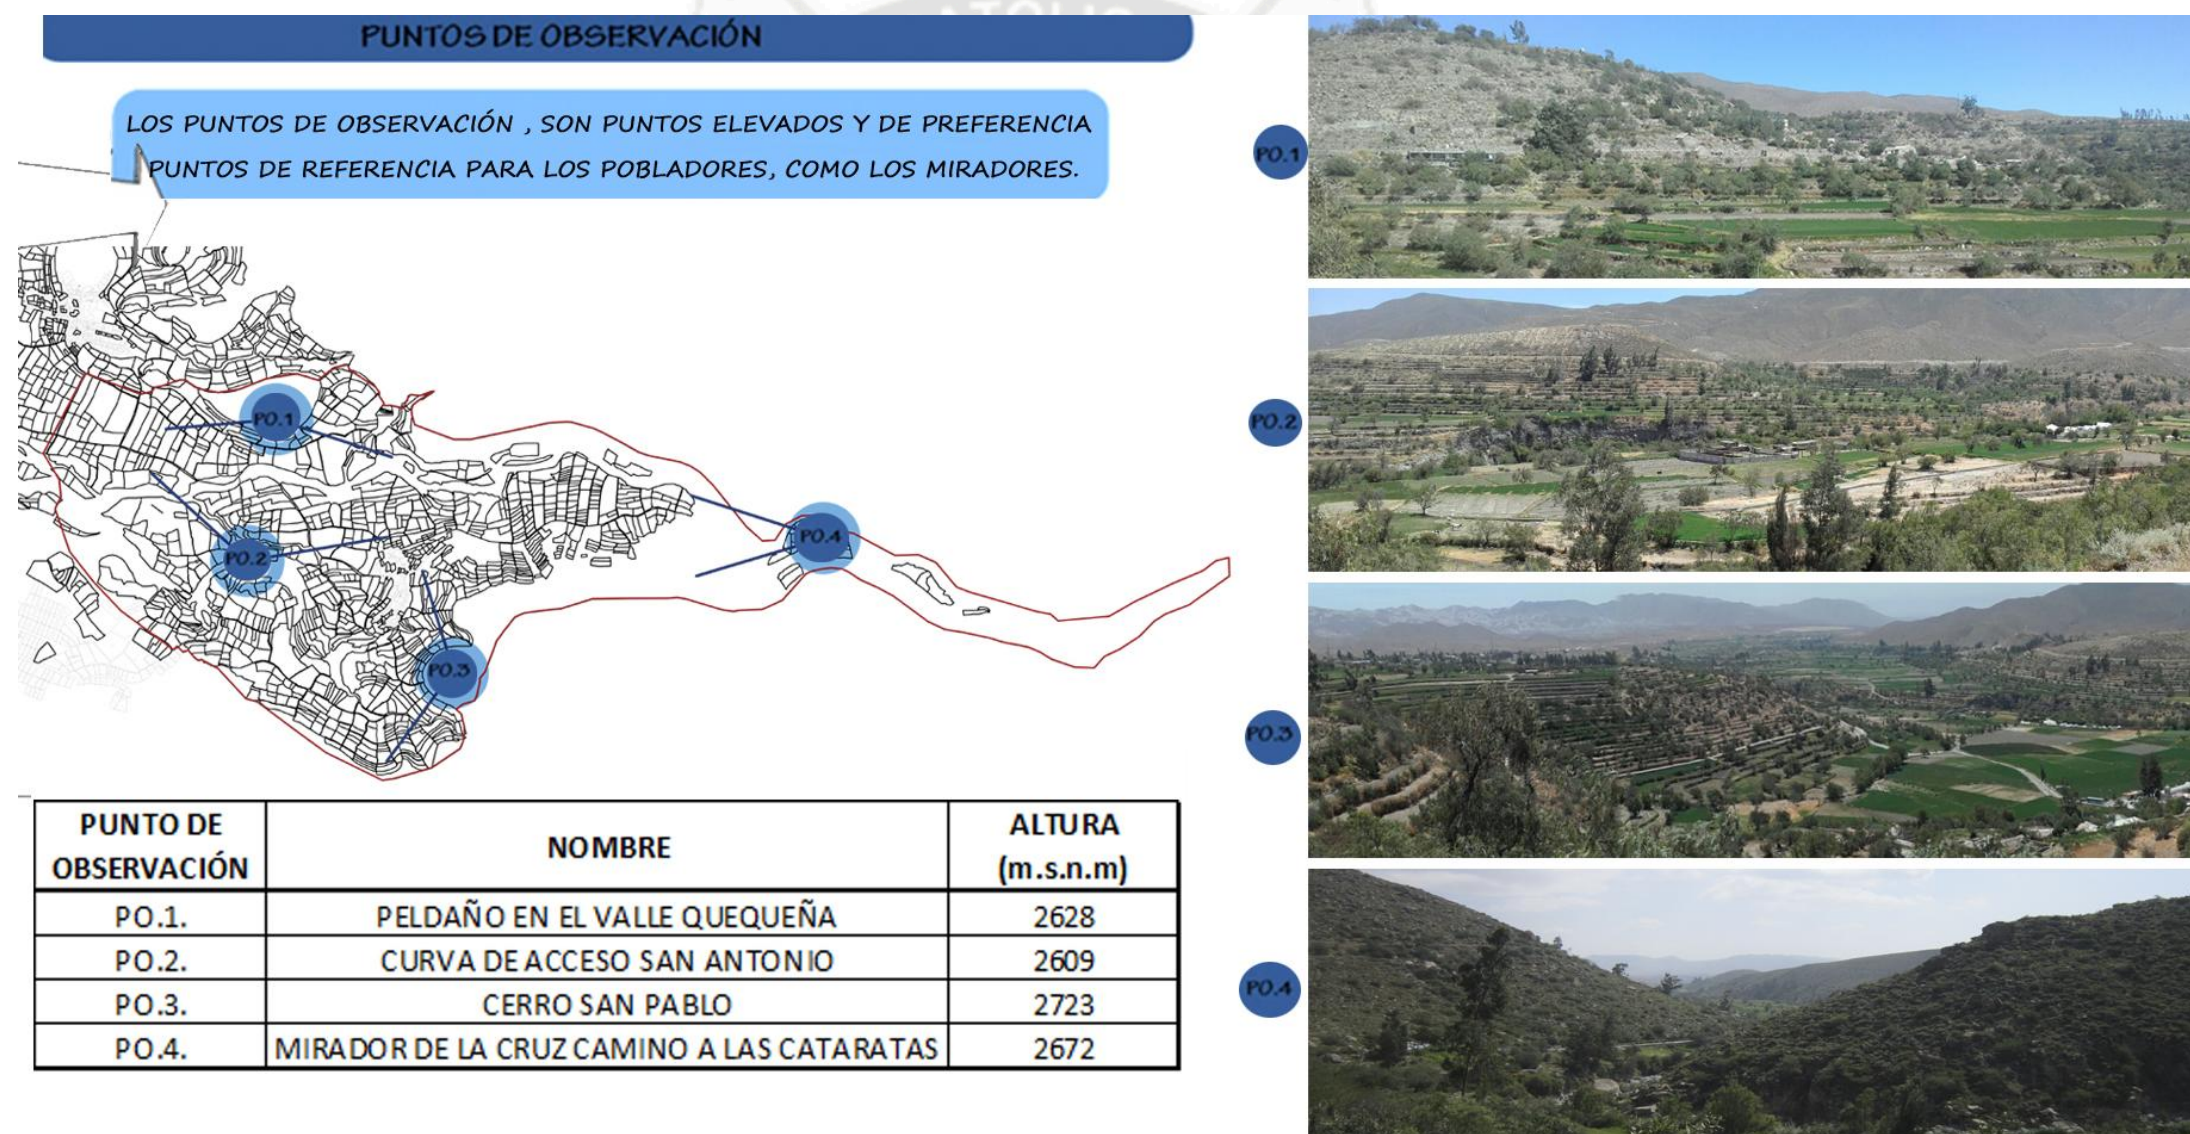 ATOLIC
PUNTOS DE OBSERVACIÓN
LOS PUNTOS DE OBSERVACIÓN , SON PUNTOS ELEVADOS Y DE PREFERENCIA
PUNTOS DE REFERENCIA PARA LOS POBLADORES, COMO LOS MIRADORES.
PO.1
PO.2
PO.3
PO.4
PUNTO DE OBSERVACIÓN NOMBRE ALTURA (m.s.n.m)
PO.1. PELDAÑO EN EL VALLE QUEQUEÑA 2628
PO.2. CURVA DE ACCESO SAN ANTONIO 2609
PO.3. CERRO SAN PABLO 2723
PO.4. MIRADOR DE LA CRUZ CAMINO A LAS CATARATAS 2672
PO.1
PO.2
PO.3
PO.4